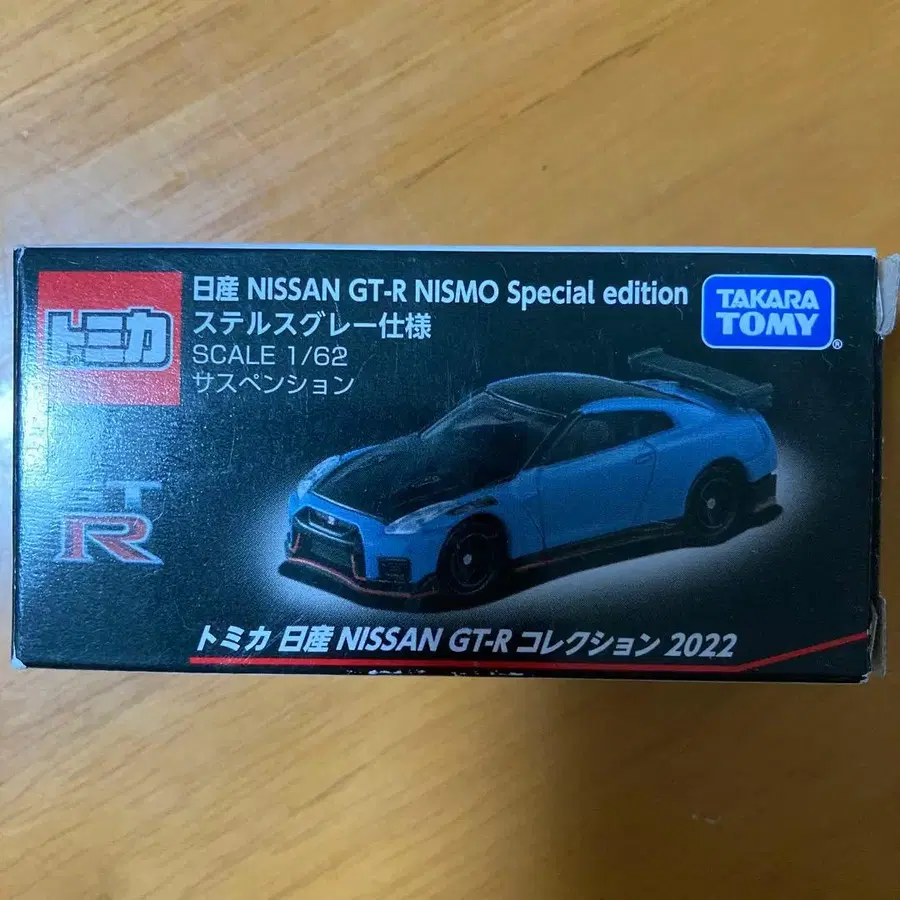 トミカ
日産 NISSAN GT-R NISMO Special edition
ステルスグレー仕様
SCALE 1/62
サスペンション
TAKARA
TOMY®
GT
R
トミカ 日産 NISSAN GT-R コレクション 2022